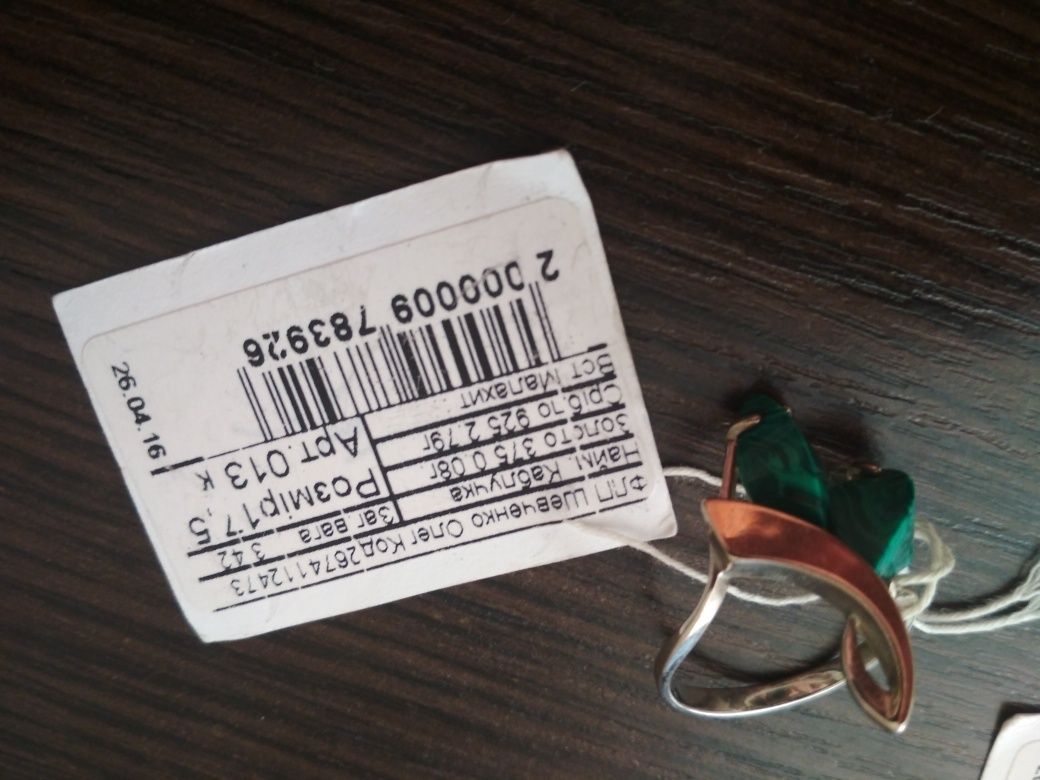 ФЛП Шевченко Олег Код2674112473
Найм. Каблучка
Золото 375 0.08г.
Срібло 925 2.79г
Вст Малахит
Заг. вага 3.42
Розмір17,5
Арт. 013 к
2 000009 783926
26.04.16